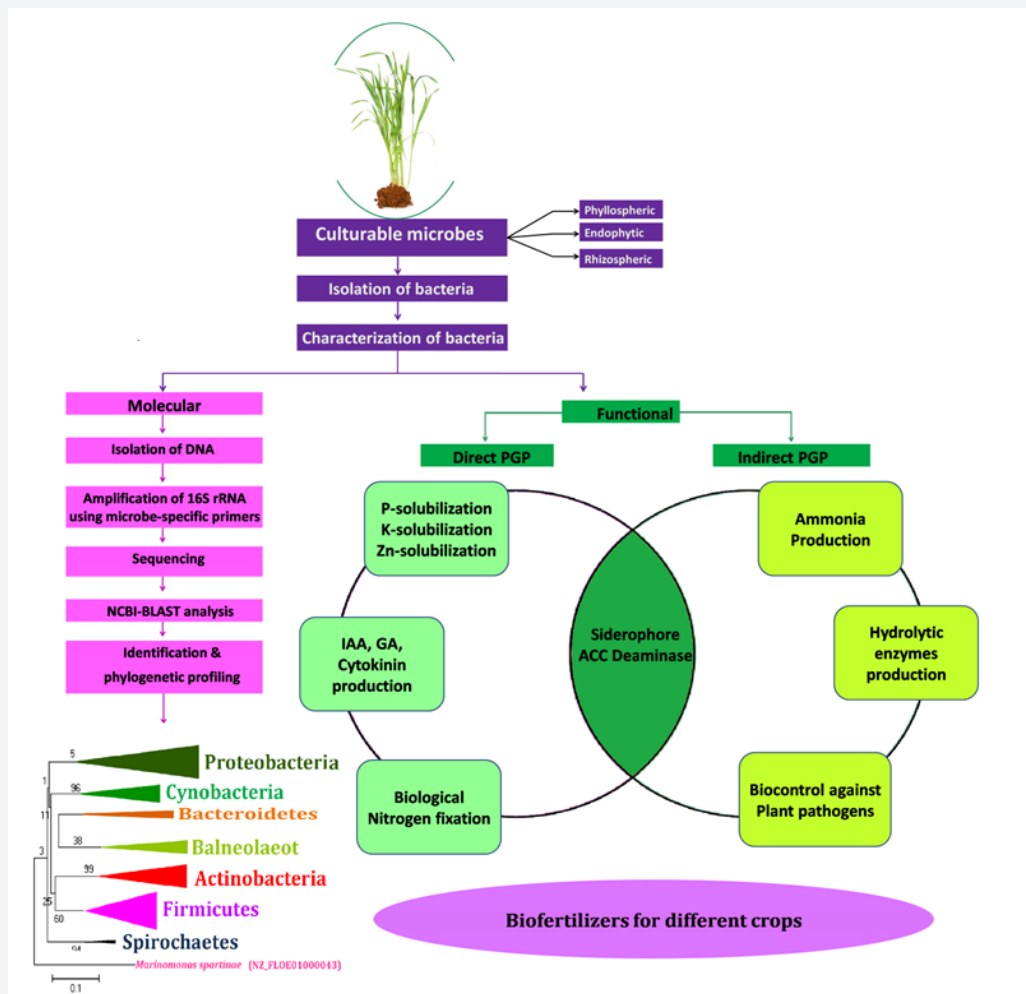 Culturable microbes
Phyllospheric
Endophytic
Rhizospheric
Isolation of bacteria
Characterization of bacteria
Molecular
Isolation of DNA
Amplification of 16S rRNA
using microbe-specific primers
Sequencing
NCBI-BLAST analysis
Identification &
phylogenetic profiling
Functional
Direct PGP
Indirect PGP
P-solubilization
K-solubilization
Zn-solubilization
IAA, GA,
Cytokinin
production
Biological
Nitrogen fixation
Siderophore
ACC Deaminase
Ammonia
Production
Hydrolytic
enzymes
production
Biocontrol against
Plant pathogens
5
Proteobacteria
1
96
Cynobacteria
11
Bacteroidetes
38
Balneolaeot
3
99
Actinobacteria
25
60
Firmicutes
94
Spirochaetes
Marinomonas spartinae (NZ_FLOE01000043)
0.1
Biofertilizers for different crops